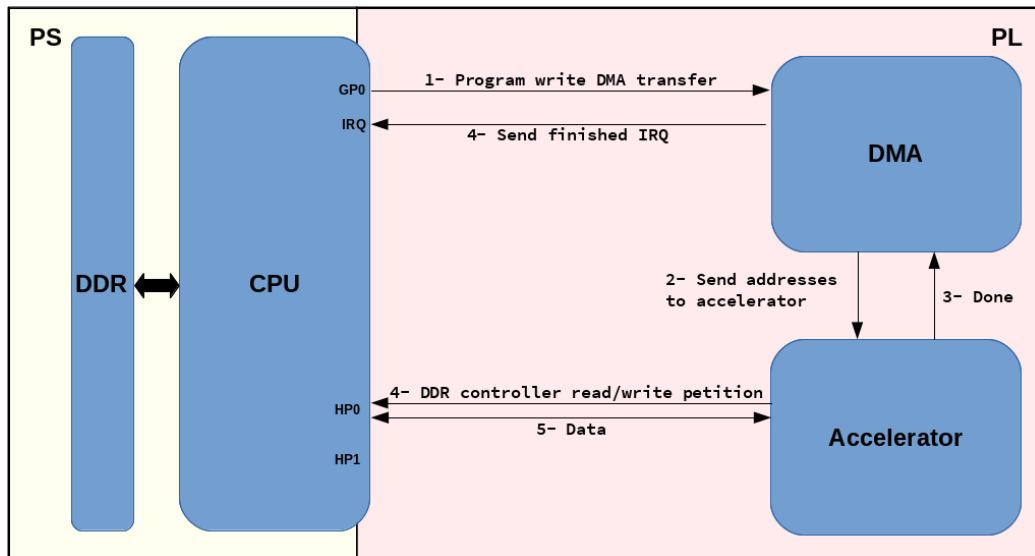 PS
PL
GP0
1- Program write DMA transfer
IRQ
4- Send finished IRQ
DMA
DDR
CPU
2- Send addresses
to accelerator
3- Done
4- DDR controller read/write petition
HP0
5- Data
HP1
Accelerator